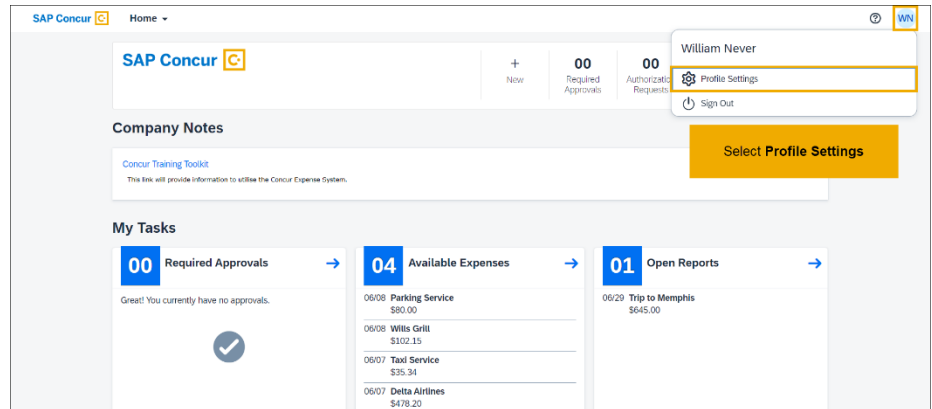 SAP Concur C. Home WN
William Never
SAP Concur C.
+ 00 00
New Required Authorizatio
Approvals Requests
Profile Settings
Sign Out
Company Notes
Select Profile Settings
Concur Training Toolkit
This link will provide information to utilise the Concur Expense System.
My Tasks
00 Required Approvals
Great! You currently have no approvals.
04 Available Expenses
06/08 Parking Service
$80.00
06/08 Wills Grill
$102.15
06/07 Taxi Service
$35.34
06/07 Delta Airlines
$478.20
01 Open Reports
06/29 Trip to Memphis
$645.00